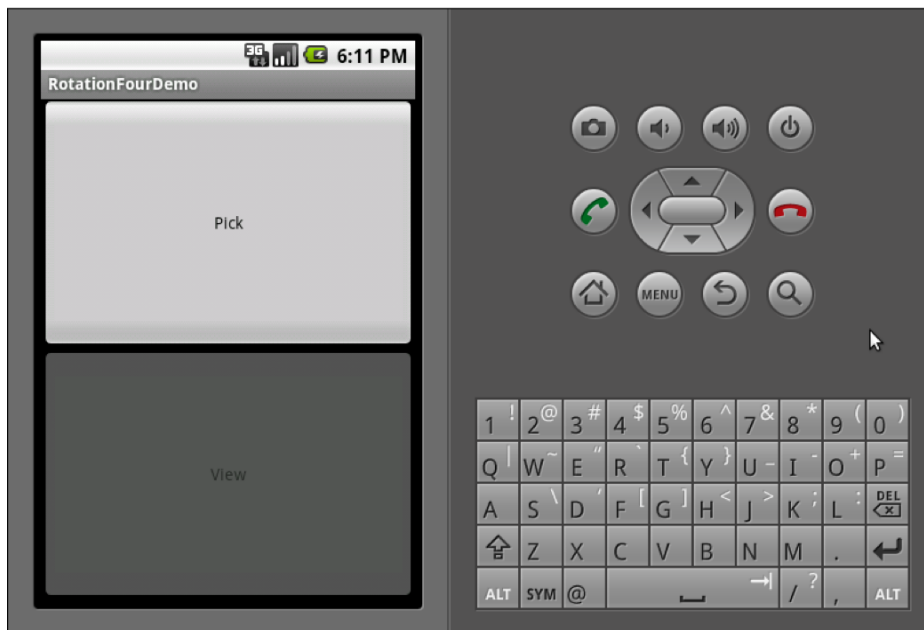 3G 6:11 PM
RotationFourDemo
Pick
View
MENU
1 ! 2 @ 3 # 4 $ 5 % 6 ^ 7 & 8 * 9 ( 0 )
Q | W ~ E " R ` T { Y } U _ I - O + P =
A S \ D ' F [ G ] H < J > K ; L : DEL
Z X C V B N M .
ALT SYM @ / ? , ALT